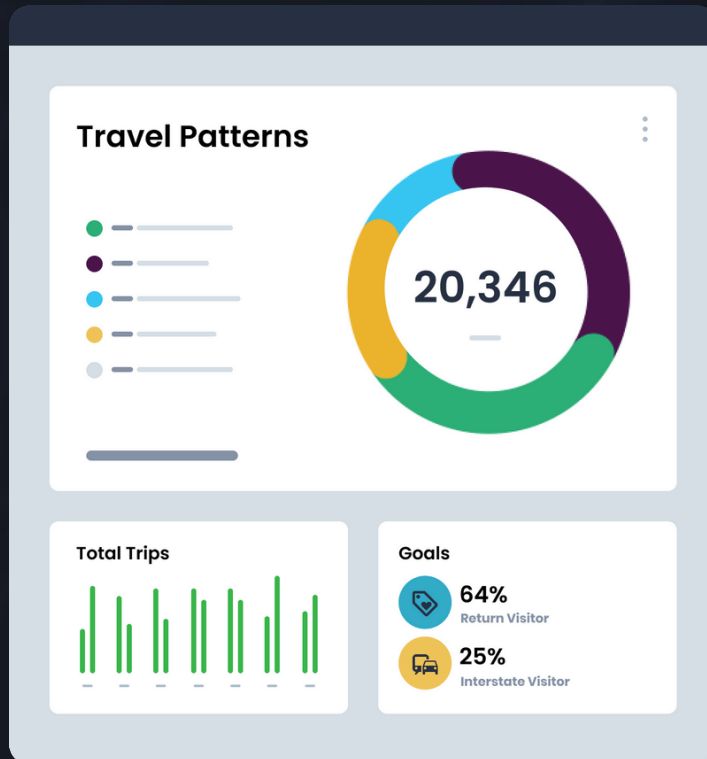 Travel Patterns
20,346
Total Trips
Goals
64%
Return Visitor
25%
Interstate Visitor